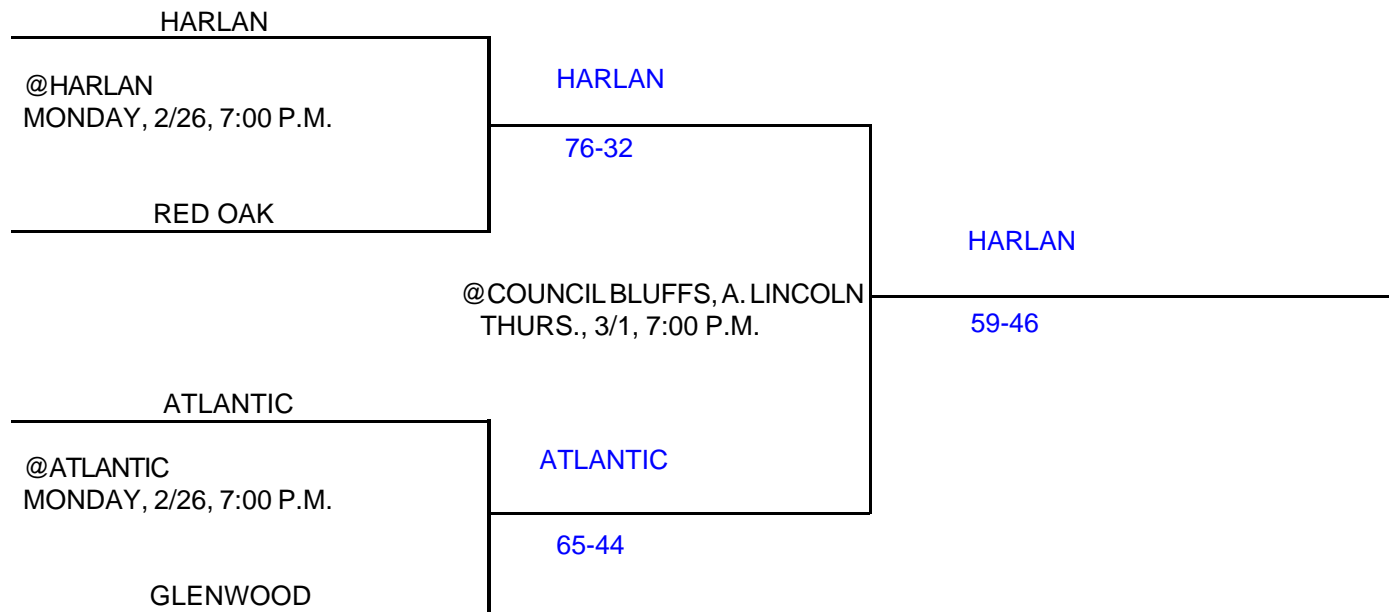 HARLAN
@HARLAN
MONDAY, 2/26, 7:00 P.M.
HARLAN
76-32
RED OAK
HARLAN
@COUNCIL BLUFFS, A. LINCOLN
THURS., 3/1, 7:00 P.M.
59-46
ATLANTIC
@ATLANTIC
MONDAY, 2/26, 7:00 P.M.
ATLANTIC
65-44
GLENWOOD